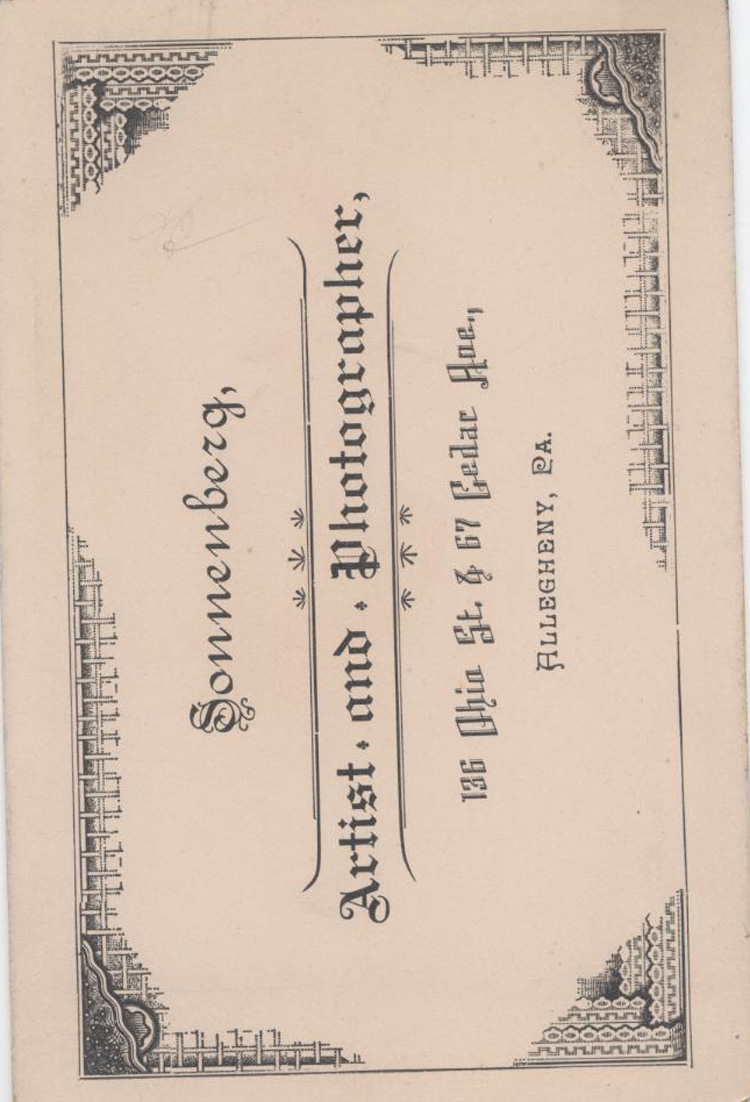 Sonnenberg,
Artist · and · Photographer,
136 Ohio St. & 67 Cedar Ave.,
Allegheny, Pa.